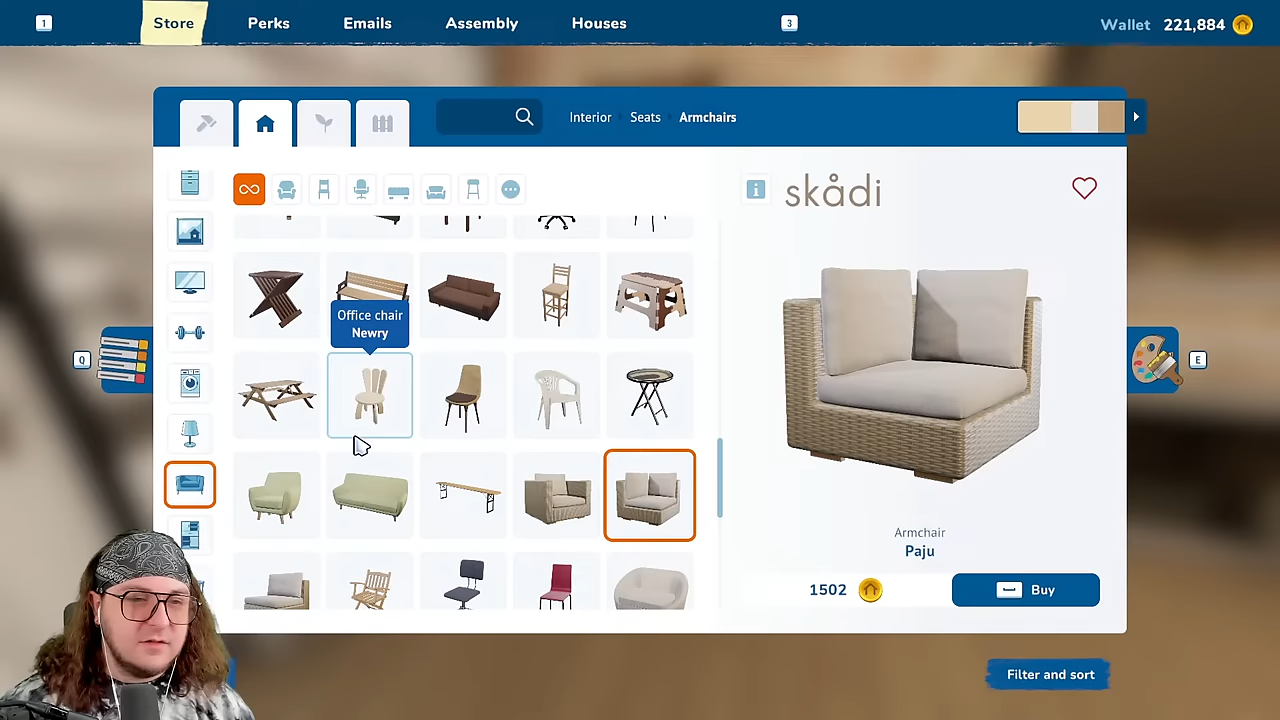 1
Store
Perks
Emails
Assembly
Houses
3
Wallet 221,884
Interior
Seats
Armchairs
i
skådi
Office chair
Newry
Q
E
Armchair
Paju
1502
Buy
Filter and sort